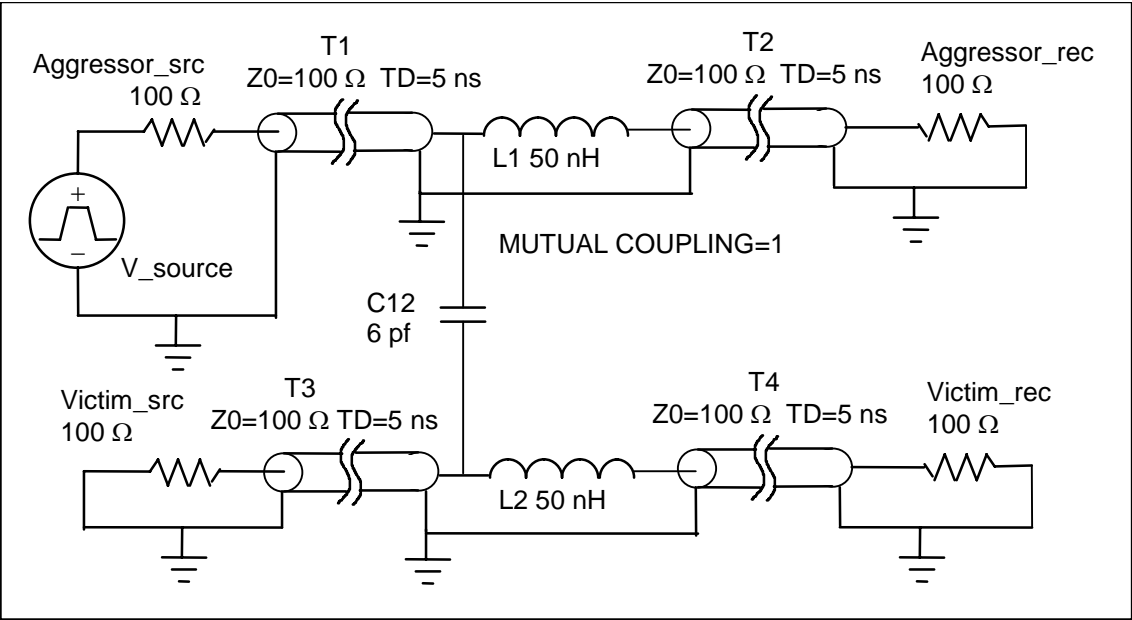 T1
T2
Aggressor_src
100 Ω
Z0=100 Ω TD=5 ns
Z0=100 Ω TD=5 ns
Aggressor_rec
100 Ω
L1 50 nH
+
−
V_source
MUTUAL COUPLING=1
C12
6 pf
T3
T4
Victim_src
100 Ω
Z0=100 Ω TD=5 ns
Z0=100 Ω TD=5 ns
Victim_rec
100 Ω
L2 50 nH